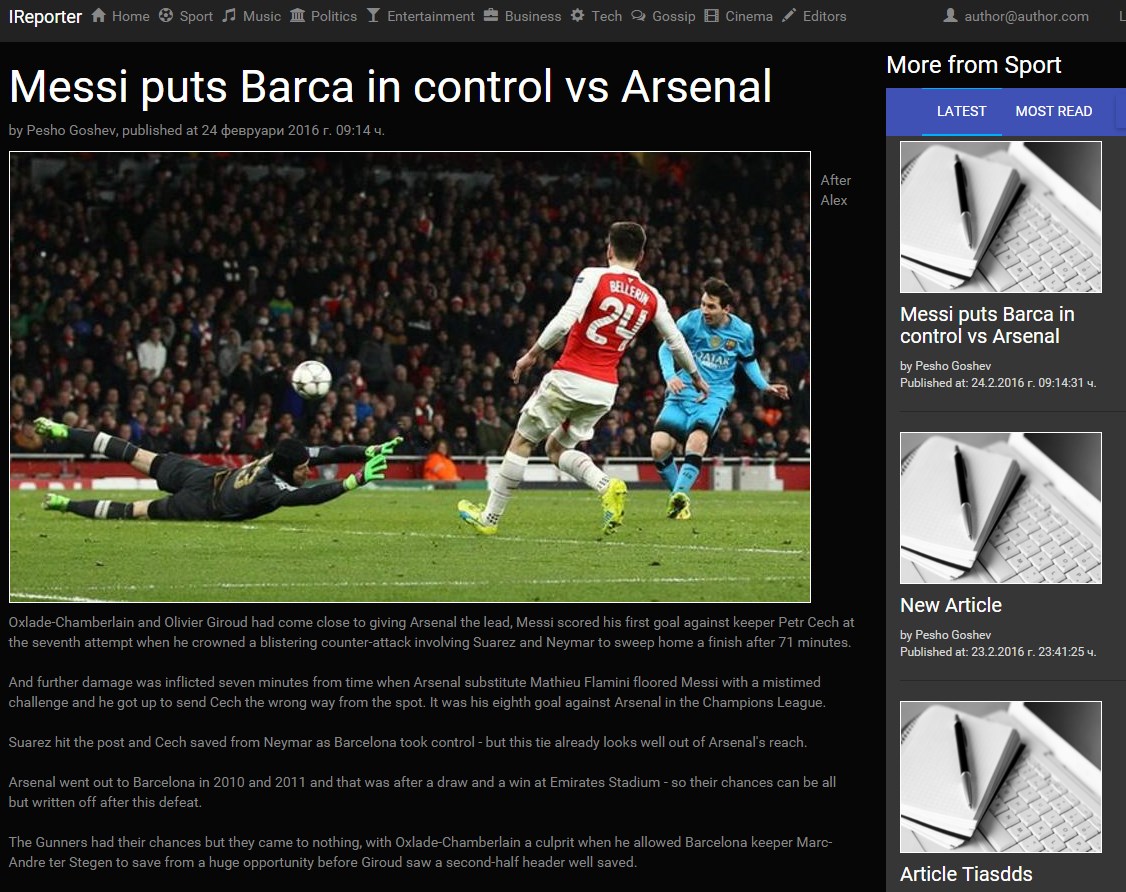 IReporter Home Sport Music Politics Entertainment Business Tech Gossip Cinema Editors author@author.com L
Messi puts Barca in control vs Arsenal
by Pesho Goshev, published at 24 февруари 2016 г. 09:14 ч.
After
Alex
BELLERIN
24
QATAR
Oxlade-Chamberlain and Olivier Giroud had come close to giving Arsenal the lead, Messi scored his first goal against keeper Petr Cech at
the seventh attempt when he crowned a blistering counter-attack involving Suarez and Neymar to sweep home a finish after 71 minutes.
And further damage was inflicted seven minutes from time when Arsenal substitute Mathieu Flamini floored Messi with a mistimed
challenge and he got up to send Cech the wrong way from the spot. It was his eighth goal against Arsenal in the Champions League.
Suarez hit the post and Cech saved from Neymar as Barcelona took control - but this tie already looks well out of Arsenal's reach.
Arsenal went out to Barcelona in 2010 and 2011 and that was after a draw and a win at Emirates Stadium - so their chances can be all
but written off after this defeat.
The Gunners had their chances but they came to nothing, with Oxlade-Chamberlain a culprit when he allowed Barcelona keeper Marc-
Andre ter Stegen to save from a huge opportunity before Giroud saw a second-half header well saved.
More from Sport
LATEST MOST READ
Messi puts Barca in
control vs Arsenal
by Pesho Goshev
Published at: 24.2.2016 г. 09:14:31 ч.
New Article
by Pesho Goshev
Published at: 23.2.2016 г. 23:41:25 ч.
Article Tiasdds